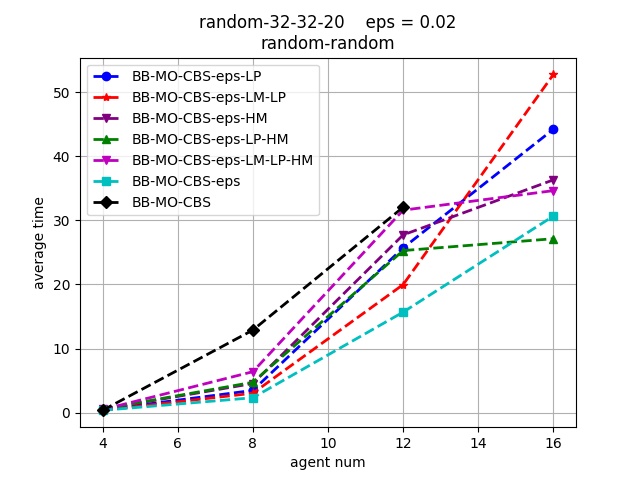 random-32-32-20    eps = 0.02
random-random
BB-MO-CBS-eps-LP
BB-MO-CBS-eps-LM-LP
BB-MO-CBS-eps-HM
BB-MO-CBS-eps-LP-HM
BB-MO-CBS-eps-LM-LP-HM
BB-MO-CBS-eps
BB-MO-CBS
average time
50
40
30
20
10
0
4 6 8 10 12 14 16
agent num